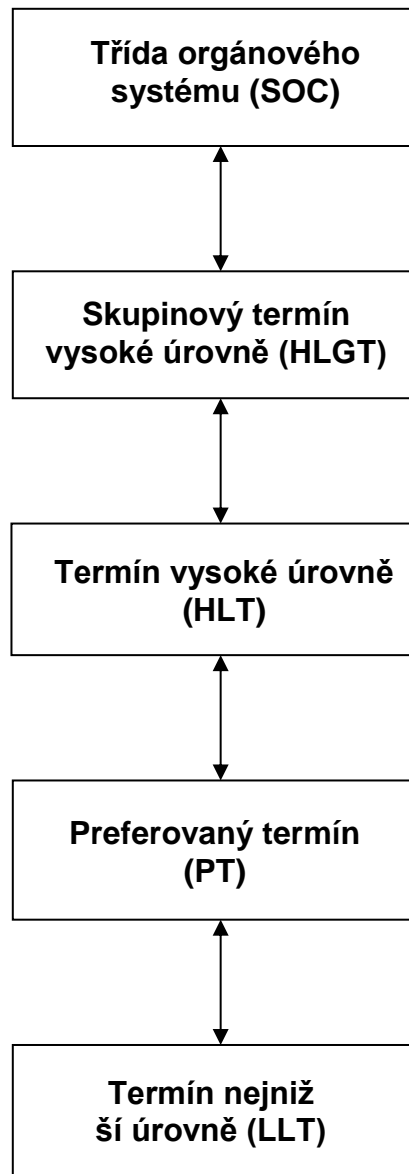 Třída orgánového
systému (SOC)
Skupinový termín
vysoké úrovně (HLGT)
Termín vysoké úrovně
(HLT)
Preferovaný termín
(PT)
Termín nejniž
ší úrovně (LLT)